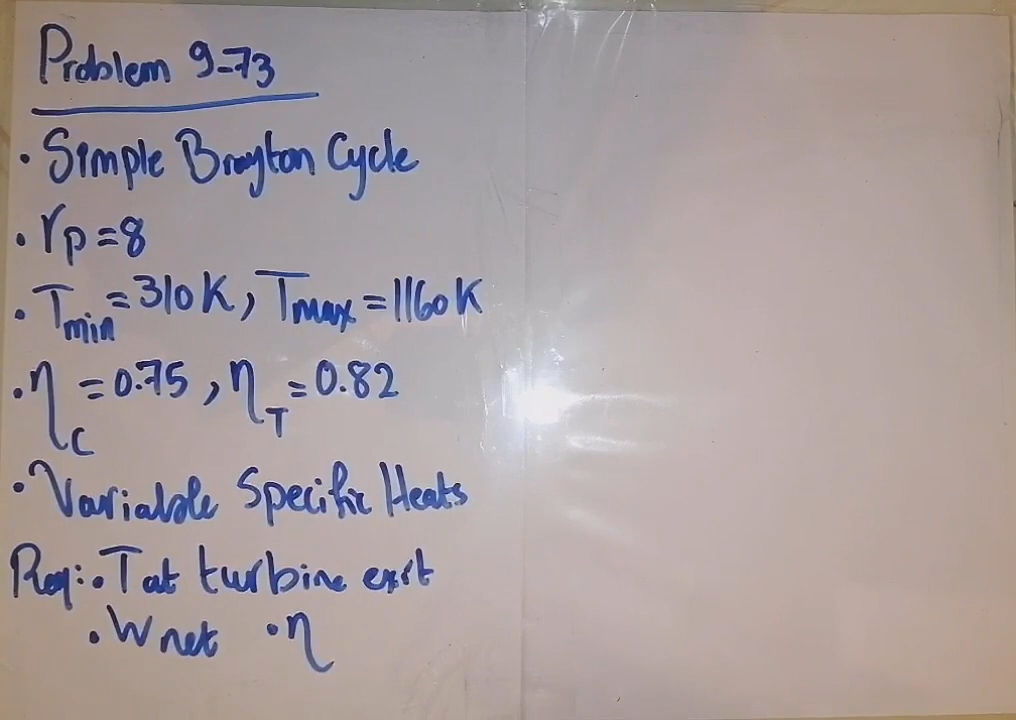 Problem 9-73
• Simple Brayton Cycle
• rp = 8
• Tmin = 310 K, Tmax = 1160 K
• ηC = 0.75, ηT = 0.82
• Variable Specific Heats
Req: • T at turbine exit
• Wnet • η